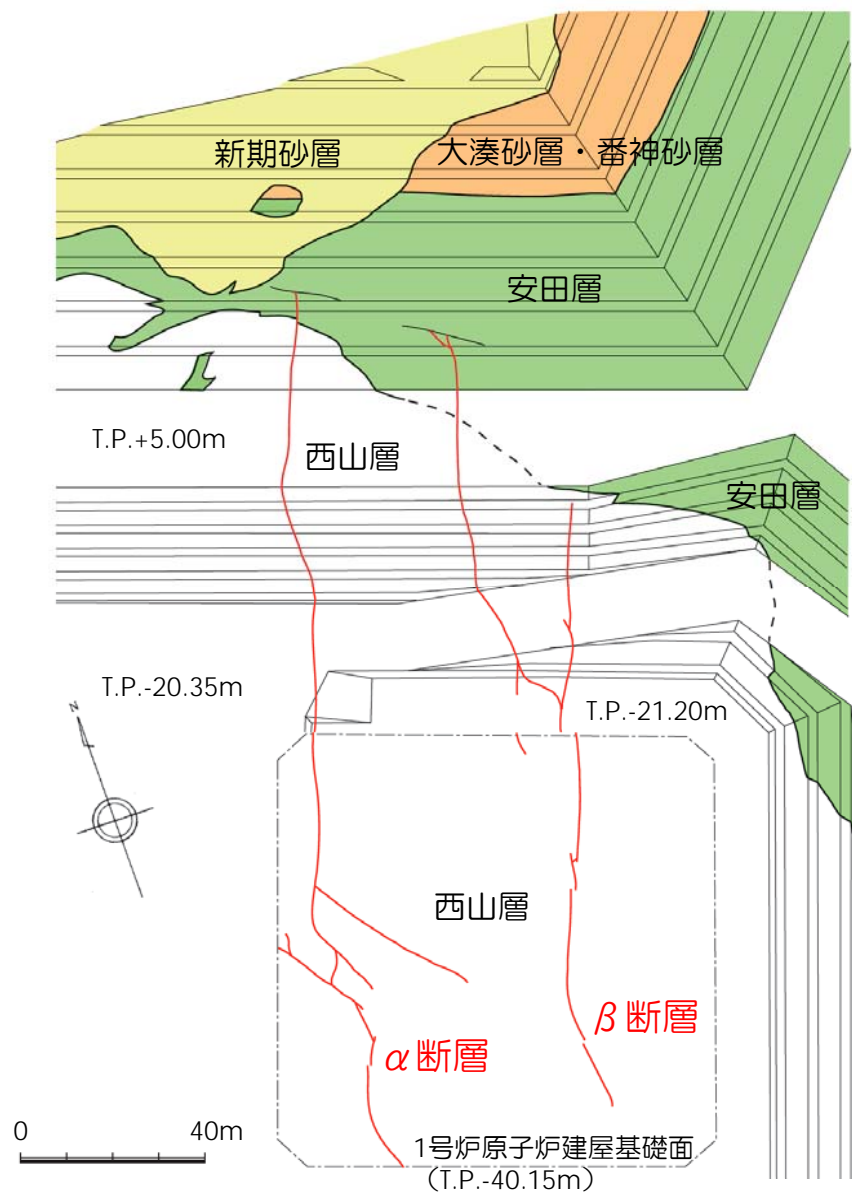 新期砂層
大湊砂層・番神砂層
安田層
T.P.+5.00m
西山層
安田層
T.P.-20.35m
T.P.-21.20m
N
西山層
β断層
α断層
0 40m
1号炉原子炉建屋基礎面
(T.P.-40.15m)